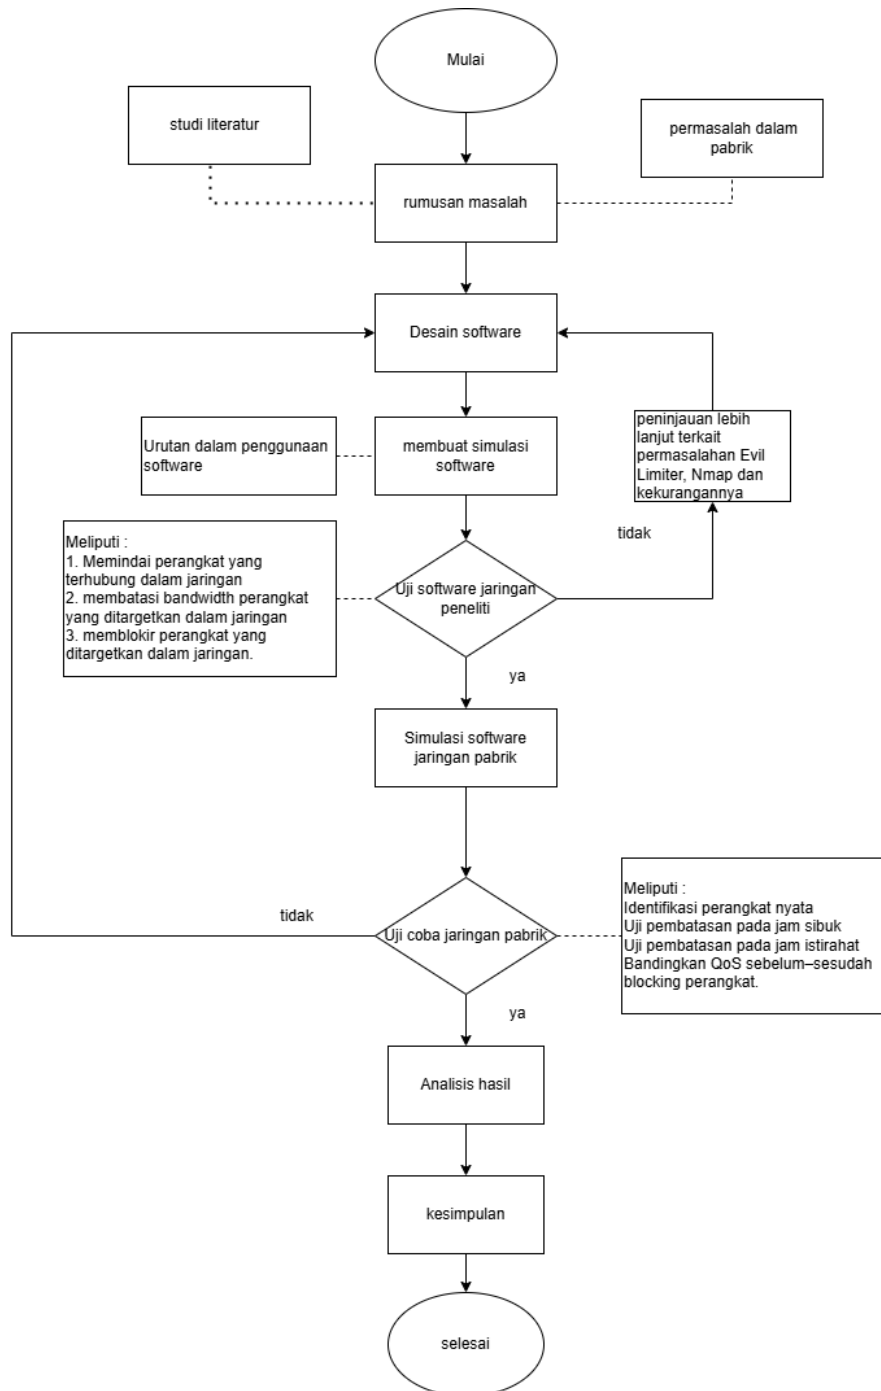 Mulai
studi literatur
permasalah dalam
pabrik
rumusan masalah
Desain software
Urutan dalam penggunaan
software
membuat simulasi
software
peninjauan lebih
lanjut terkait
permasalahan Evil
Limiter, Nmap dan
kekurangannya
tidak
Meliputi :
1. Memindai perangkat yang
terhubung dalam jaringan
2. membatasi bandwidth perangkat
yang ditargetkan dalam jaringan
3. memblokir perangkat yang
ditargetkan dalam jaringan.
Uji software jaringan
peneliti
ya
Simulasi software
jaringan pabrik
tidak
Uji coba jaringan pabrik
Meliputi :
Identifikasi perangkat nyata
Uji pembatasan pada jam sibuk
Uji pembatasan pada jam istirahat
Bandingkan QoS sebelum–sesudah
blocking perangkat.
ya
Analisis hasil
kesimpulan
selesai